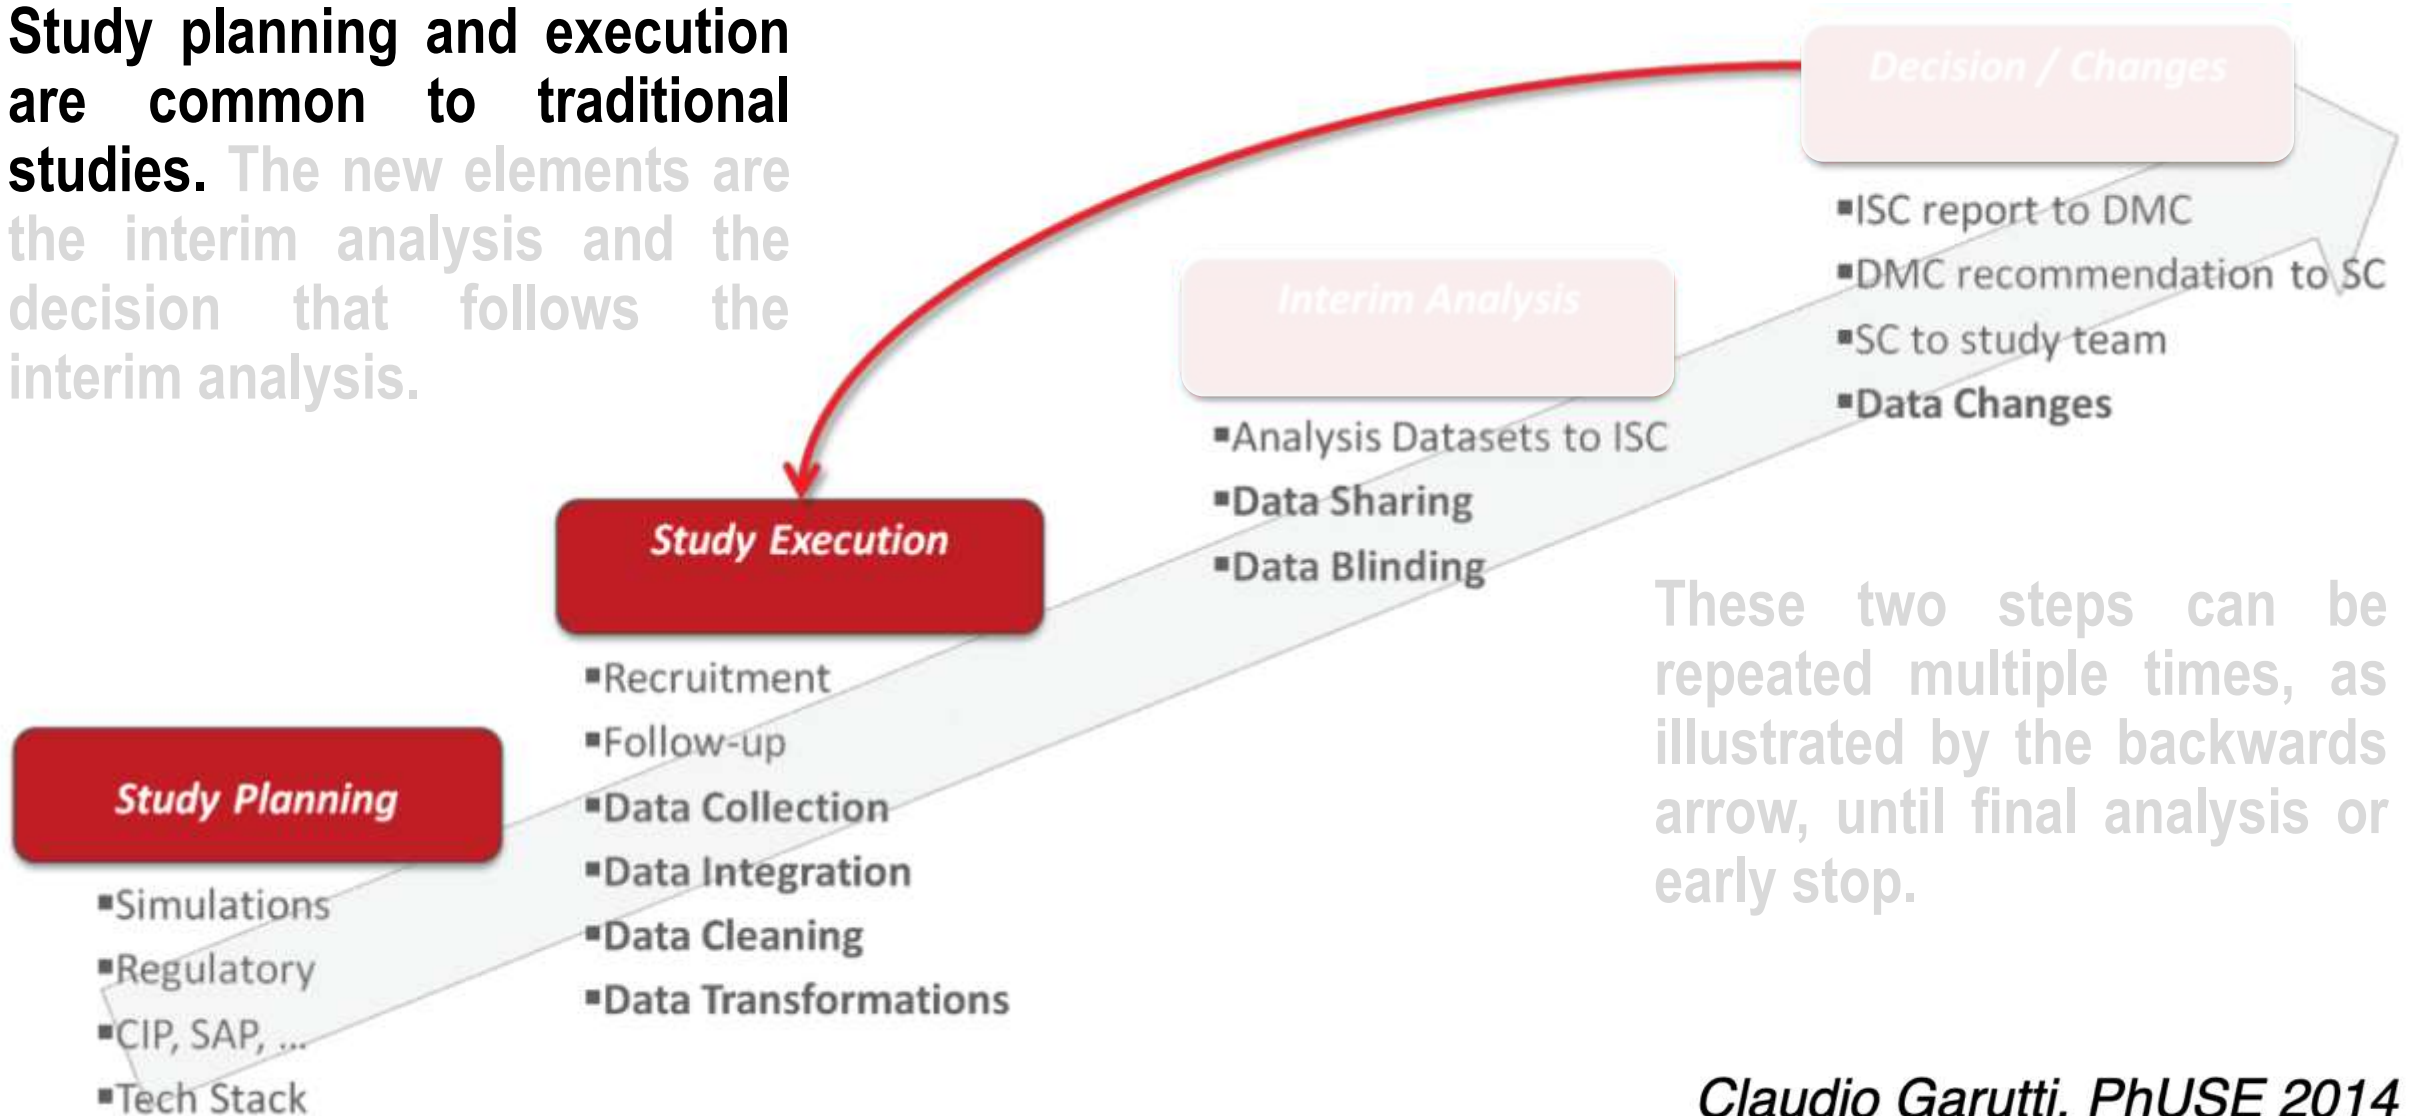 Study planning and execution
are common to traditional
studies. The new elements are
the interim analysis and the
decision that follows the
interim analysis.
Decision / Changes
▪ISC report to DMC
▪DMC recommendation to SC
▪SC to study team
▪Data Changes
Interim Analysis
▪Analysis Datasets to ISC
▪Data Sharing
▪Data Blinding
Study Execution
▪Recruitment
▪Follow-up
▪Data Collection
▪Data Integration
▪Data Cleaning
▪Data Transformations
Study Planning
▪Simulations
▪Regulatory
▪CIP, SAP, ...
▪Tech Stack
These two steps can be
repeated multiple times, as
illustrated by the backwards
arrow, until final analysis or
early stop.
Claudio Garutti, PhUSE 2014